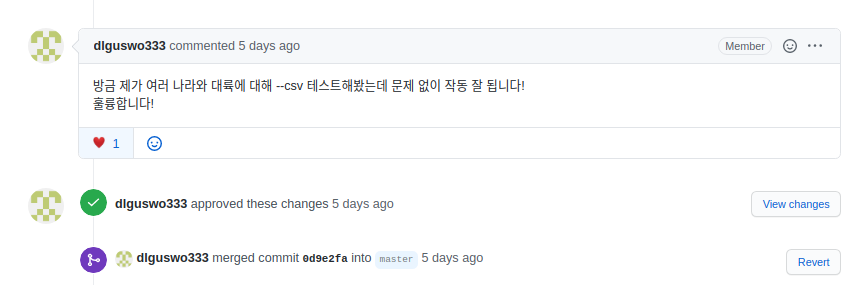 dlguswo333 commented 5 days ago Member
방금 제가 여러 나라와 대륙에 대해 --csv 테스트해봤는데 문제 없이 작동 잘 됩니다!
훌륭합니다!
1
dlguswo333 approved these changes 5 days ago View changes
dlguswo333 merged commit 0d9e2fa into master 5 days ago Revert